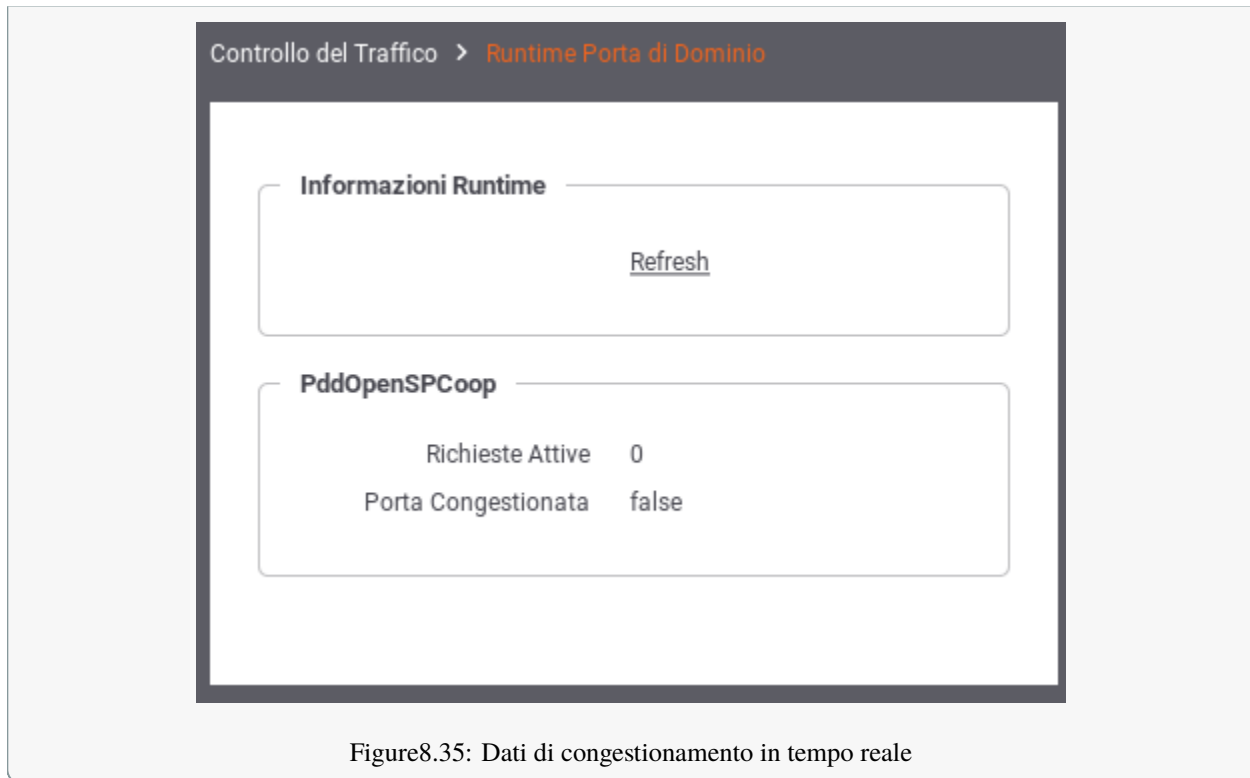 Controllo del Traffico > Runtime Porta di Dominio
Informazioni Runtime
Refresh
PddOpenSPCoop
Richieste Attive 0
Porta Congestionata false
Figure8.35: Dati di congestionamento in tempo reale